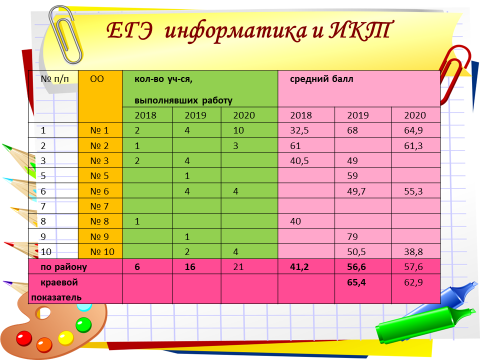 ЕГЭ информатика и ИКТ
№ п/п ОО кол-во уч-ся, средний балл
выполнявших работу
2018 2019 2020 2018 2019 2020
1 № 1 2 4 10 32,5 68 64,9
2 № 2 1 3 61 61,3
3 № 3 2 4 40,5 49
5 № 5 1 59
6 № 6 4 4 49,7 55,3
7 № 7
8 № 8 1 40
9 № 9 1 79
10 № 10 2 4 50,5 38,8
по району 6 16 21 41,2 56,6 57,6
краевой 65,4 62,9
показатель